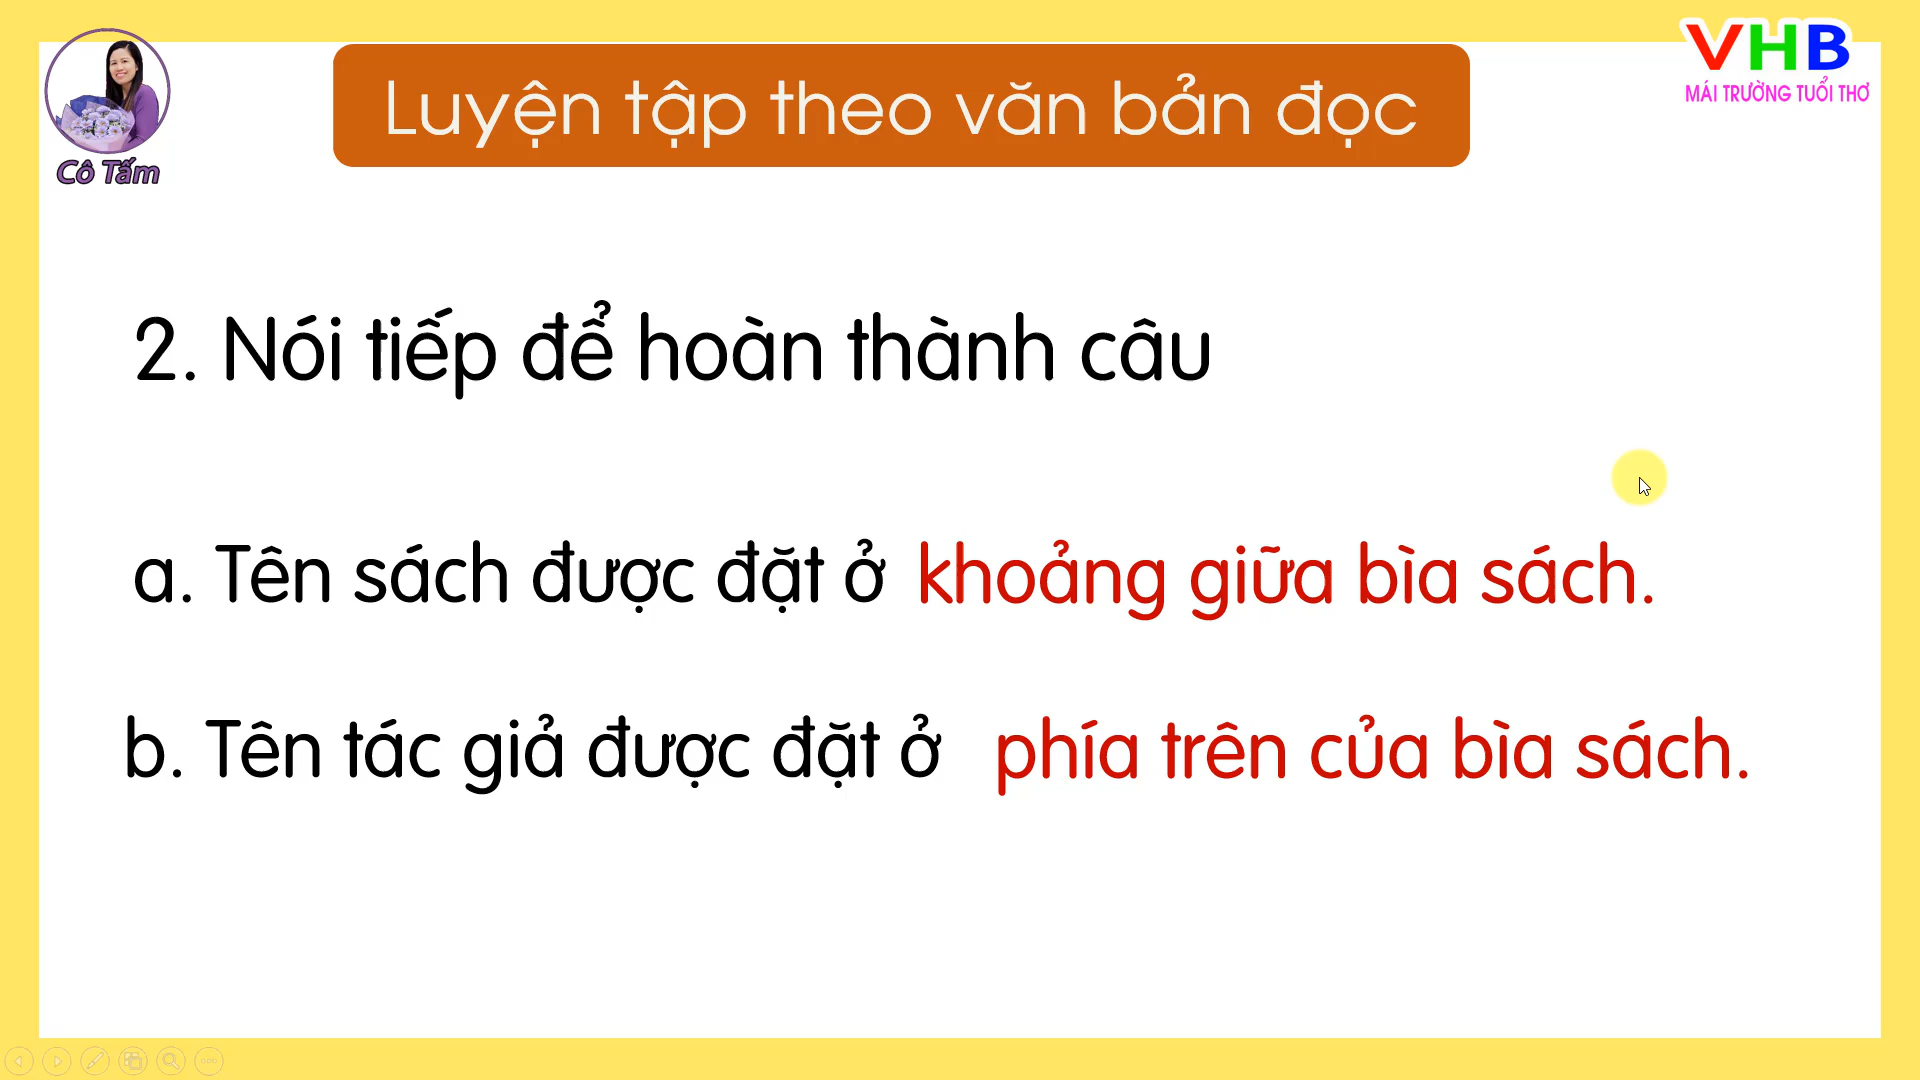 Luyện tập theo văn bản đọc
VHB
MÁI TRƯỜNG TUỔI THƠ
Cô Tấm
2. Nói tiếp để hoàn thành câu
a. Tên sách được đặt ở khoảng giữa bìa sách.
b. Tên tác giả được đặt ở phía trên của bìa sách.